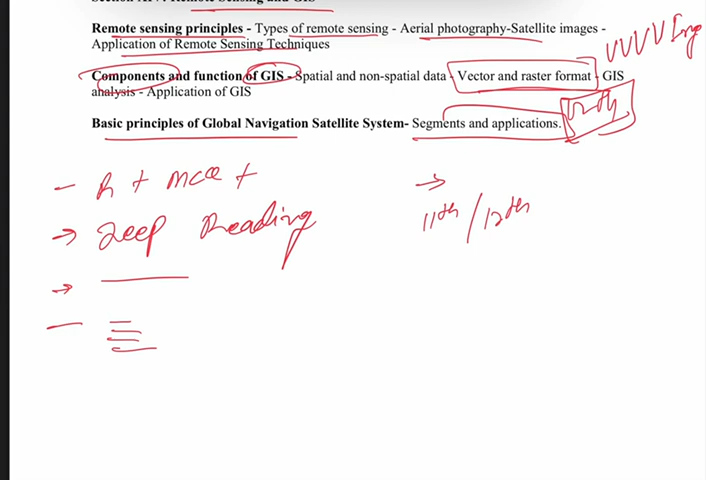 Remote sensing principles - Types of remote sensing - Aerial photography-Satellite images -
Application of Remote Sensing Techniques
VVVV Imp
Components and function of GIS - Spatial and non-spatial data - Vector and raster format - GIS
analysis - Application of GIS
Basic principles of Global Navigation Satellite System- Segments and applications.
- R + MCQ +
→ Deep Reading
→
11th / 12th